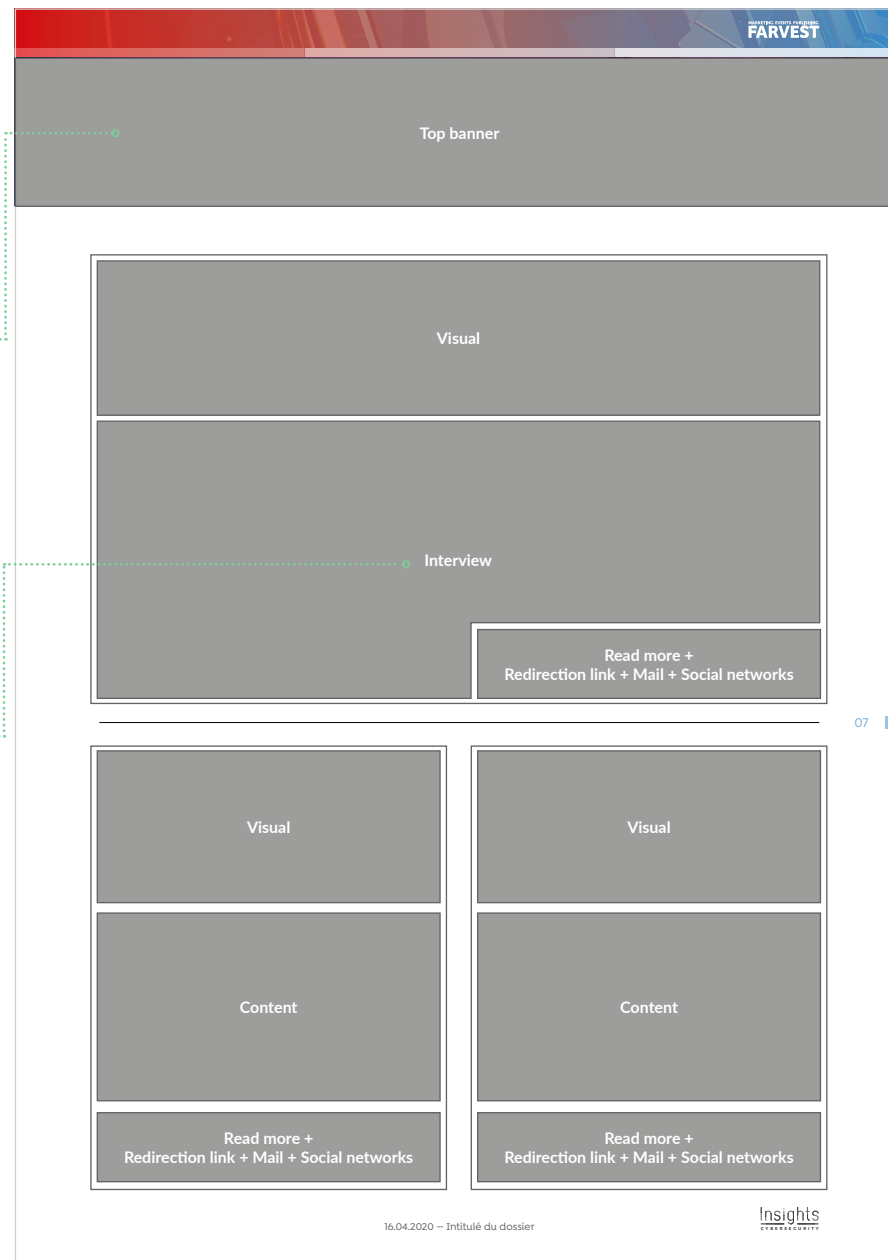 MARKETING. EVENTS. PUBLISHING.
FARVEST
Top banner
Visual
Interview
Read more +
Redirection link + Mail + Social networks
07
Visual
Content
Read more +
Redirection link + Mail + Social networks
Visual
Content
Read more +
Redirection link + Mail + Social networks
16.04.2020 – Intitulé du dossier
Insights
CYBERSECURITY